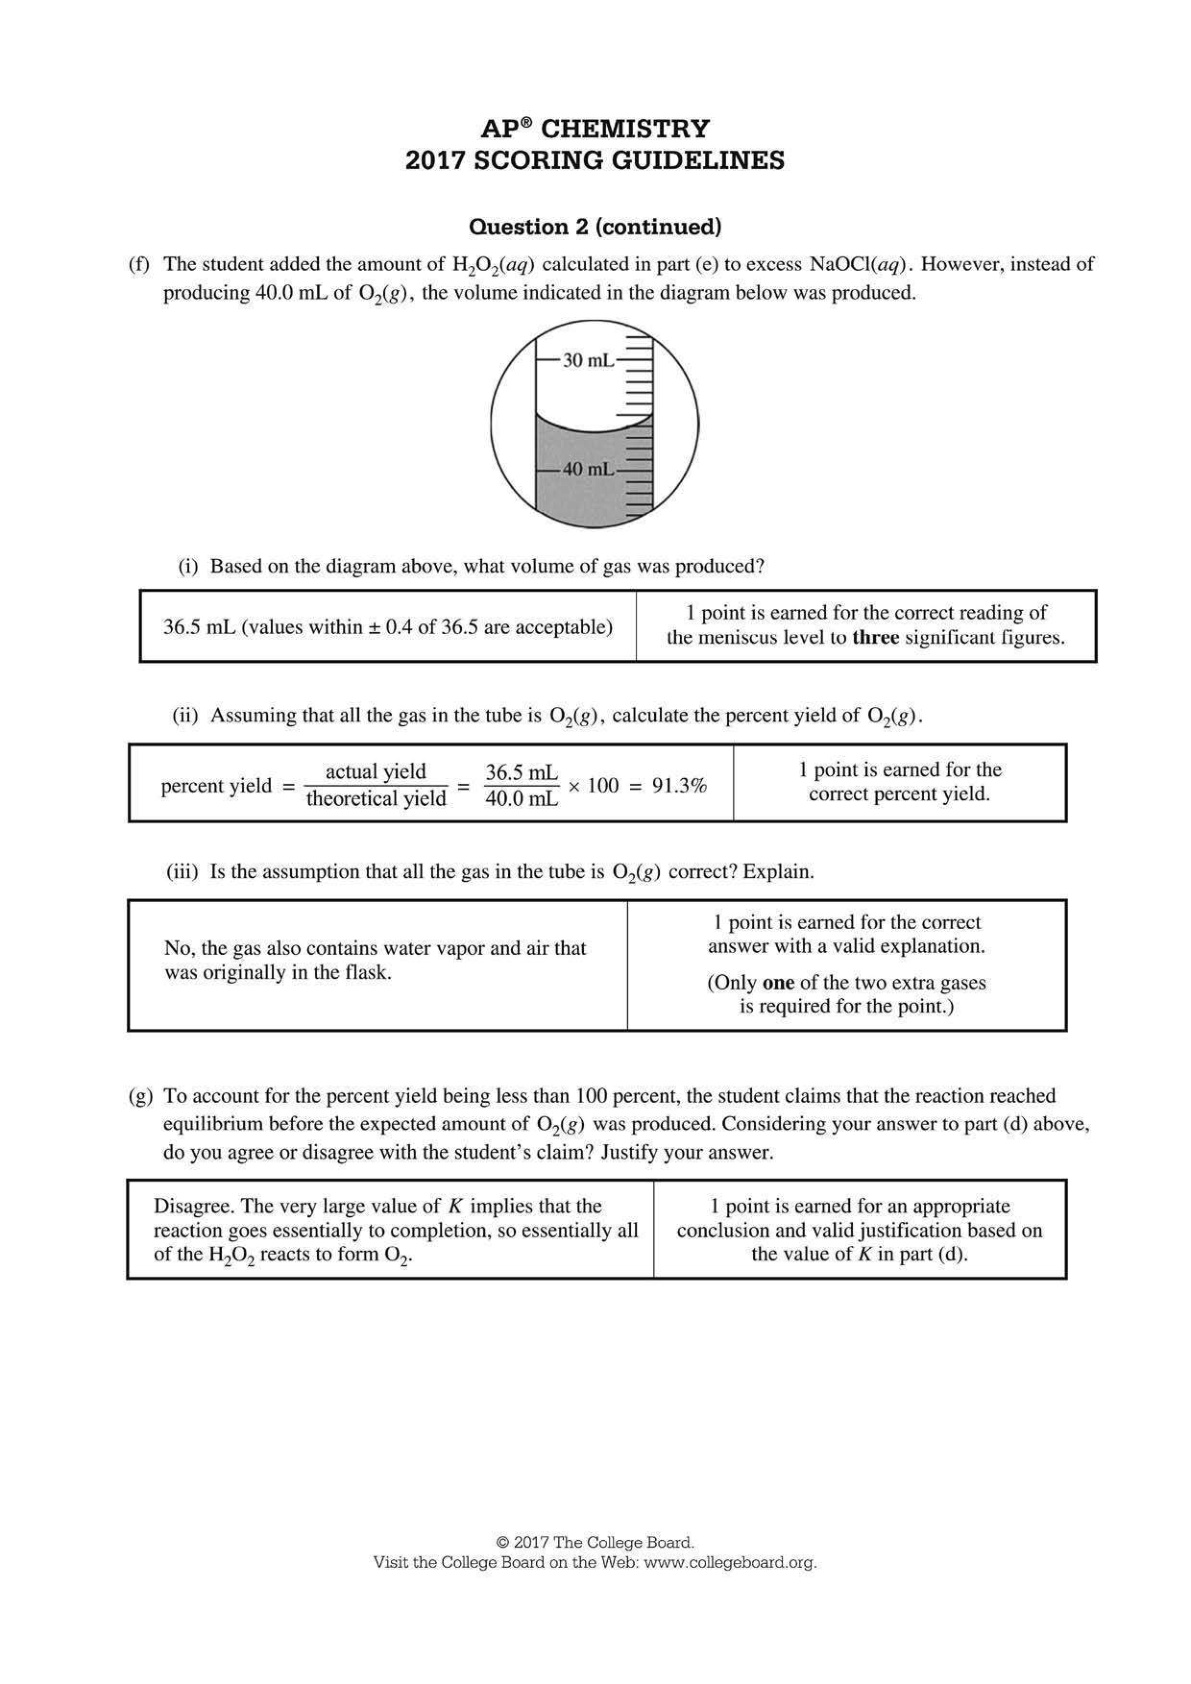 AP® CHEMISTRY
2017 SCORING GUIDELINES
Question 2 (continued)
(f) The student added the amount of H₂O₂(aq) calculated in part (e) to excess NaOCl(aq). However, instead of
producing 40.0 mL of O₂(g), the volume indicated in the diagram below was produced.
30 mL
40 mL
(i) Based on the diagram above, what volume of gas was produced?
36.5 mL (values within ± 0.4 of 36.5 are acceptable)
1 point is earned for the correct reading of
the meniscus level to three significant figures.
(ii) Assuming that all the gas in the tube is O₂(g), calculate the percent yield of O₂(g).
percent yield = actual yield / theoretical yield = 36.5 mL / 40.0 mL × 100 = 91.3%
1 point is earned for the
correct percent yield.
(iii) Is the assumption that all the gas in the tube is O₂(g) correct? Explain.
No, the gas also contains water vapor and air that
was originally in the flask.
1 point is earned for the correct
answer with a valid explanation.
(Only one of the two extra gases
is required for the point.)
(g) To account for the percent yield being less than 100 percent, the student claims that the reaction reached
equilibrium before the expected amount of O₂(g) was produced. Considering your answer to part (d) above,
do you agree or disagree with the student's claim? Justify your answer.
Disagree. The very large value of K implies that the
reaction goes essentially to completion, so essentially all
of the H₂O₂ reacts to form O₂.
1 point is earned for an appropriate
conclusion and valid justification based on
the value of K in part (d).
© 2017 The College Board.
Visit the College Board on the Web: www.collegeboard.org.